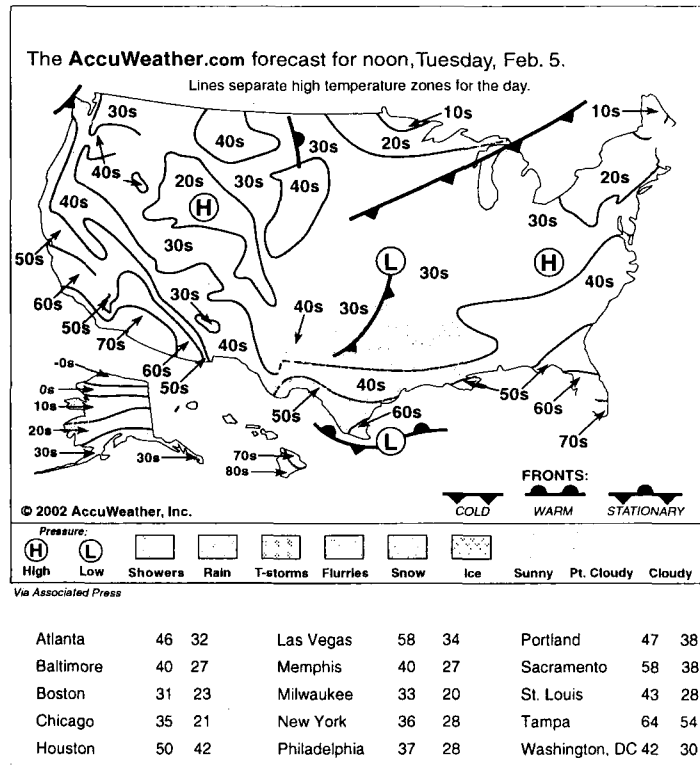 The AccuWeather.com forecast for noon, Tuesday, Feb. 5.
Lines separate high temperature zones for the day.
30s
10s
10s
40s
20s
30s
40s
20s
30s
40s
20s
40s
H
30s
30s
50s
L
30s
H
40s
60s
30s
40s
30s
50s
70s
40s
60s
50s
40s
50s
60s
50s
60s
70s
L
-0s
0s
10s
20s
30s
30s
70s
80s
FRONTS:
COLD WARM STATIONARY
© 2002 AccuWeather, Inc.
Pressure:
H L
High Low Showers Rain T-storms Flurries Snow Ice Sunny Pt. Cloudy Cloudy
Via Associated Press
Atlanta 46 32 Las Vegas 58 34 Portland 47 38
Baltimore 40 27 Memphis 40 27 Sacramento 58 38
Boston 31 23 Milwaukee 33 20 St. Louis 43 28
Chicago 35 21 New York 36 28 Tampa 64 54
Houston 50 42 Philadelphia 37 28 Washington, DC 42 30